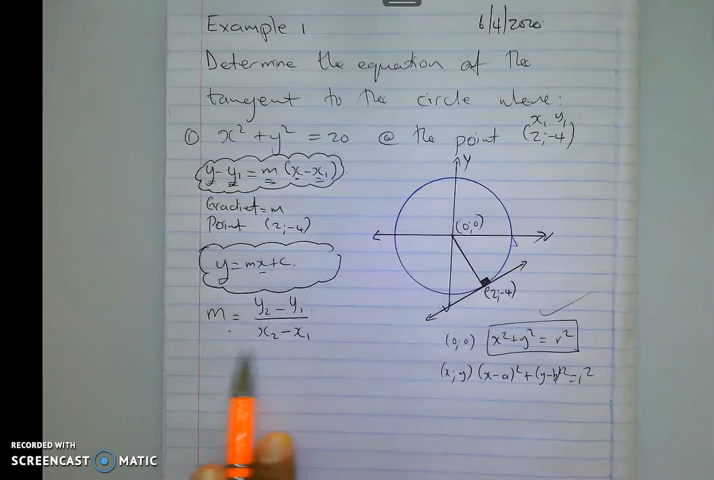 Example 1
6/4/2020
Determine the equation of the
tangent to the circle where:
x₁ y₁
① x² + y² = 20 @ the point (2;-4)
y - y₁ = m (x - x₁)
Gradiet = m
Point (2;-4)
y = mx + c.
m = y₂ - y₁ / x₂ - x₁
y
(0;0)
x
(2;-4)
(0;0) x² + y² = r²
(x;y) (x-a)² + (y-b)² = r²
RECORDED WITH
SCREENCAST MATIC